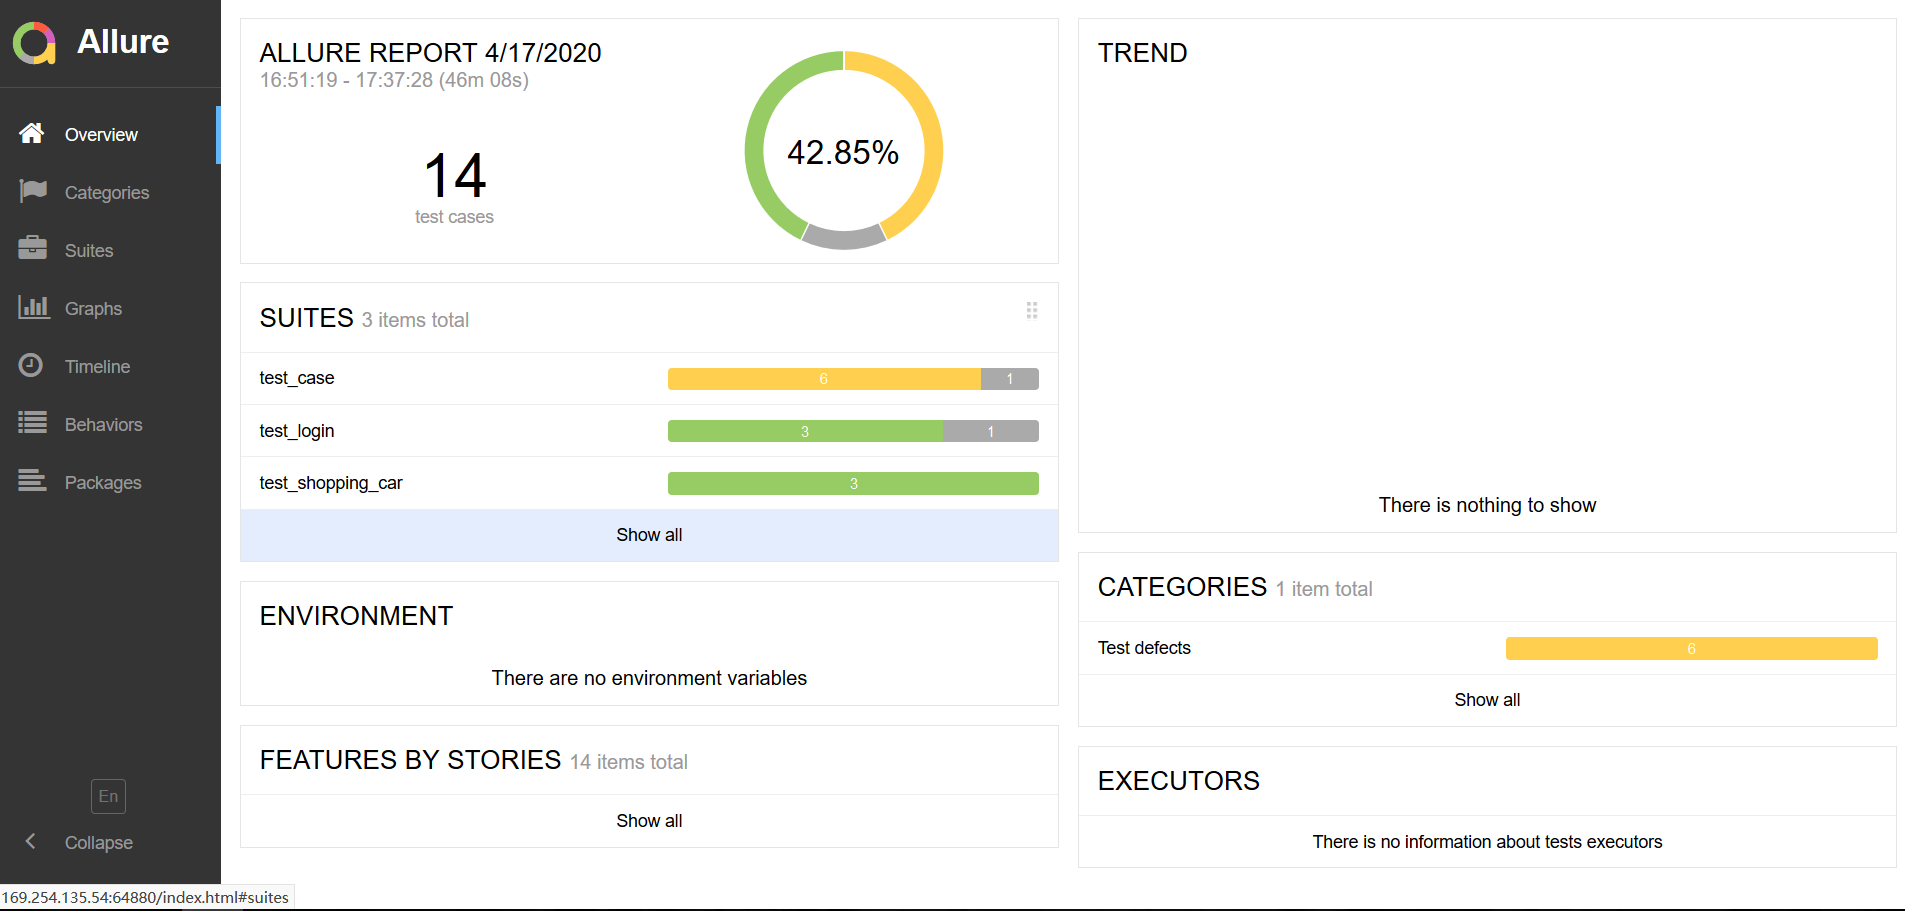 Allure
Overview
Categories
Suites
Graphs
Timeline
Behaviors
Packages
En
Collapse
ALLURE REPORT 4/17/2020
16:51:19 - 17:37:28 (46m 08s)
14
test cases
42.85%
SUITES 3 items total
test_case 6 1
test_login 3 1
test_shopping_car 3
Show all
ENVIRONMENT
There are no environment variables
FEATURES BY STORIES 14 items total
Show all
TREND
There is nothing to show
CATEGORIES 1 item total
Test defects 6
Show all
EXECUTORS
There is no information about tests executors
169.254.135.54:64880/index.html#suites